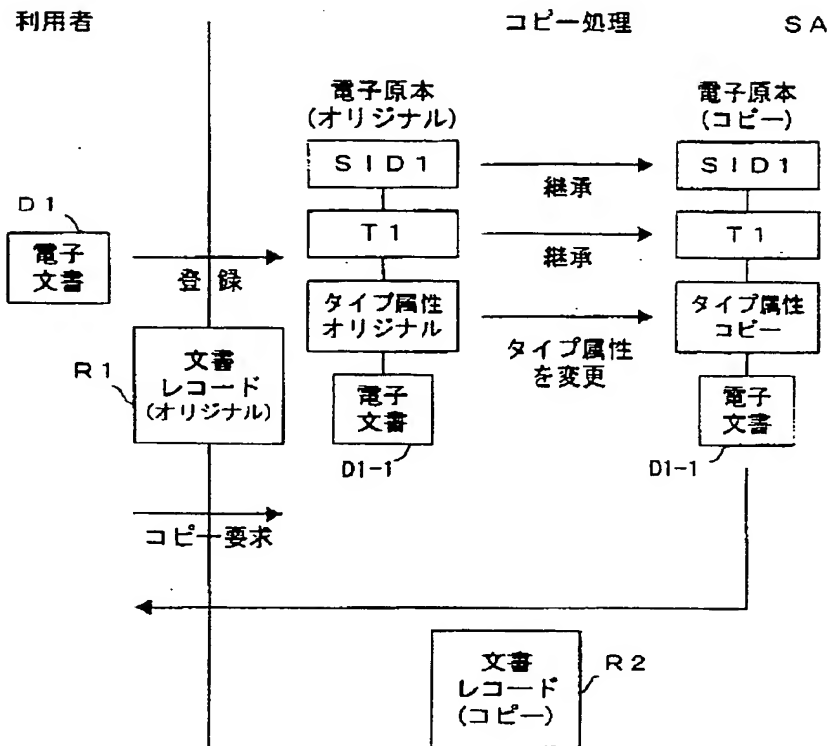 利用者
コピー処理
SA
電子原本
(オリジナル)
電子原本
(コピー)
SID1
SID1
継承
D1
電子
文書
登録
T1
T1
継承
タイプ属性
オリジナル
タイプ属性
コピー
タイプ属性
を変更
R1
文書
レコード
(オリジナル)
電子
文書
D1-1
電子
文書
D1-1
コピー要求
文書
レコード
(コピー)
R2